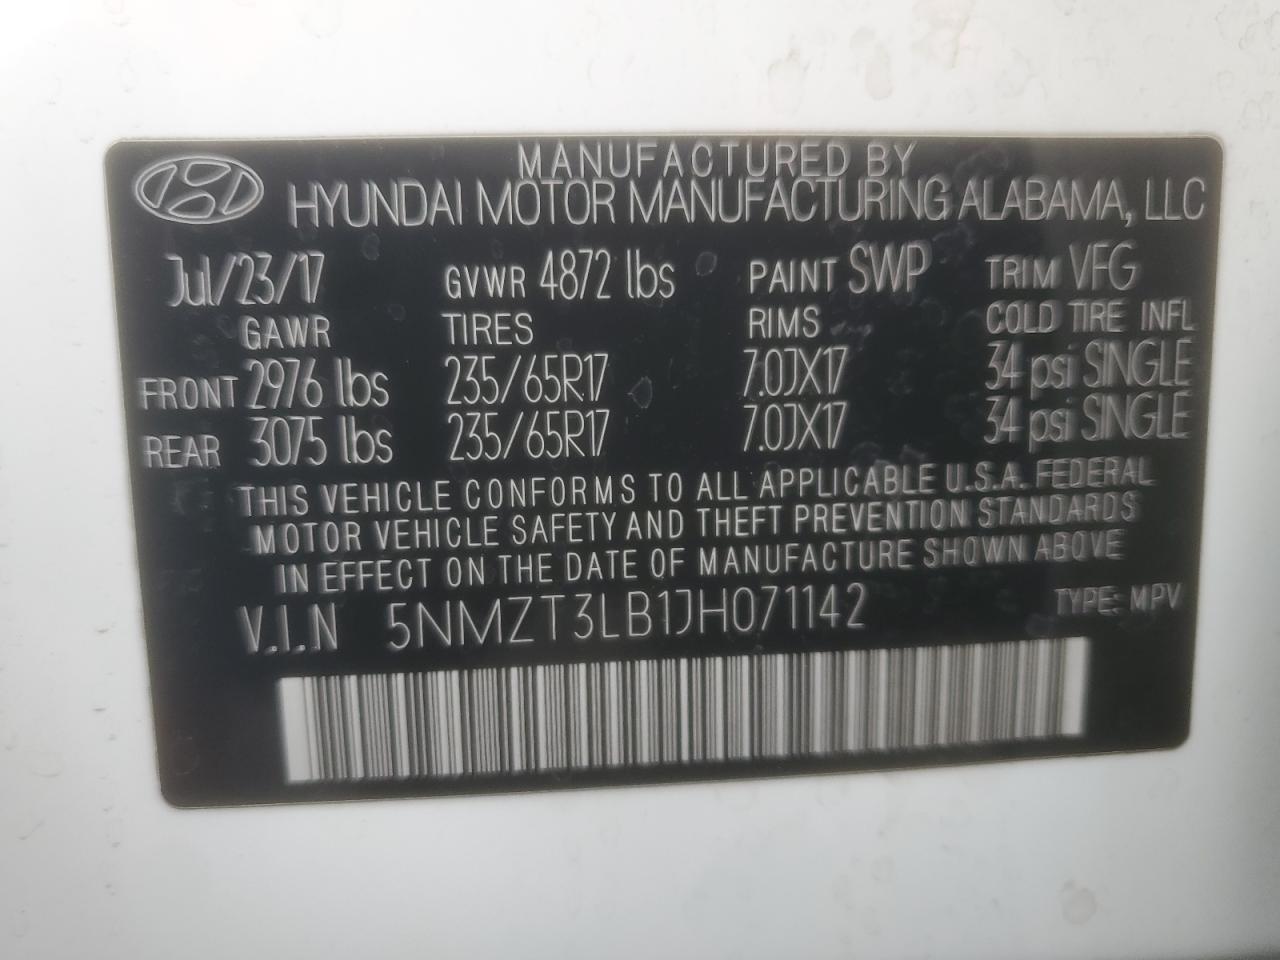 MANUFACTURED BY
HYUNDAI MOTOR MANUFACTURING ALABAMA, LLC
Jul/23/17 GVWR 4872 lbs PAINT SWP TRIM VFG
GAWR TIRES RIMS COLD TIRE INFL
FRONT 2976 lbs 235/65R17 7.0JX17 34 psi SINGLE
REAR 3075 lbs 235/65R17 7.0JX17 34 psi SINGLE
THIS VEHICLE CONFORMS TO ALL APPLICABLE U.S.A. FEDERAL
MOTOR VEHICLE SAFETY AND THEFT PREVENTION STANDARDS
IN EFFECT ON THE DATE OF MANUFACTURE SHOWN ABOVE
V.I.N 5NMZT3LB1JH071142 TYPE: MPV